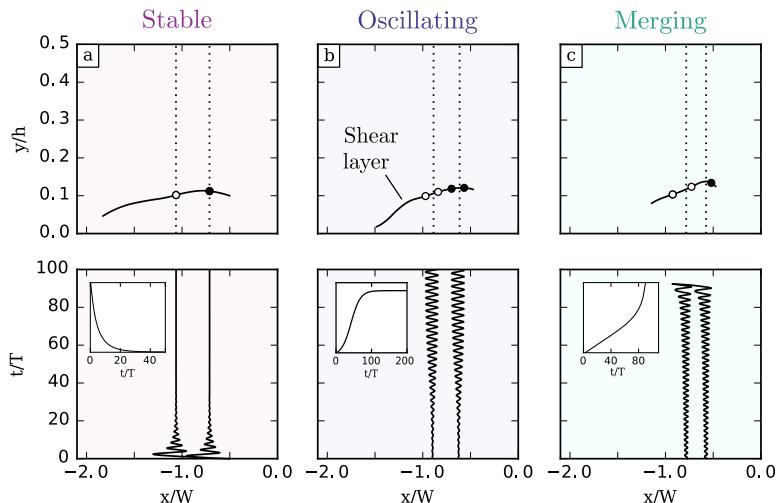 Stable Oscillating Merging
a b c
0.5
0.4
0.3
0.2
0.1
0.0
y/h
Shear
layer
100
80
60
40
20
0
t/T
0 20 40
t/T
0 100 200
t/T
0 40 80
t/T
−2.0 −1.0 0.0 −2.0 −1.0 0.0 −2.0 −1.0 0.0
x/W x/W x/W